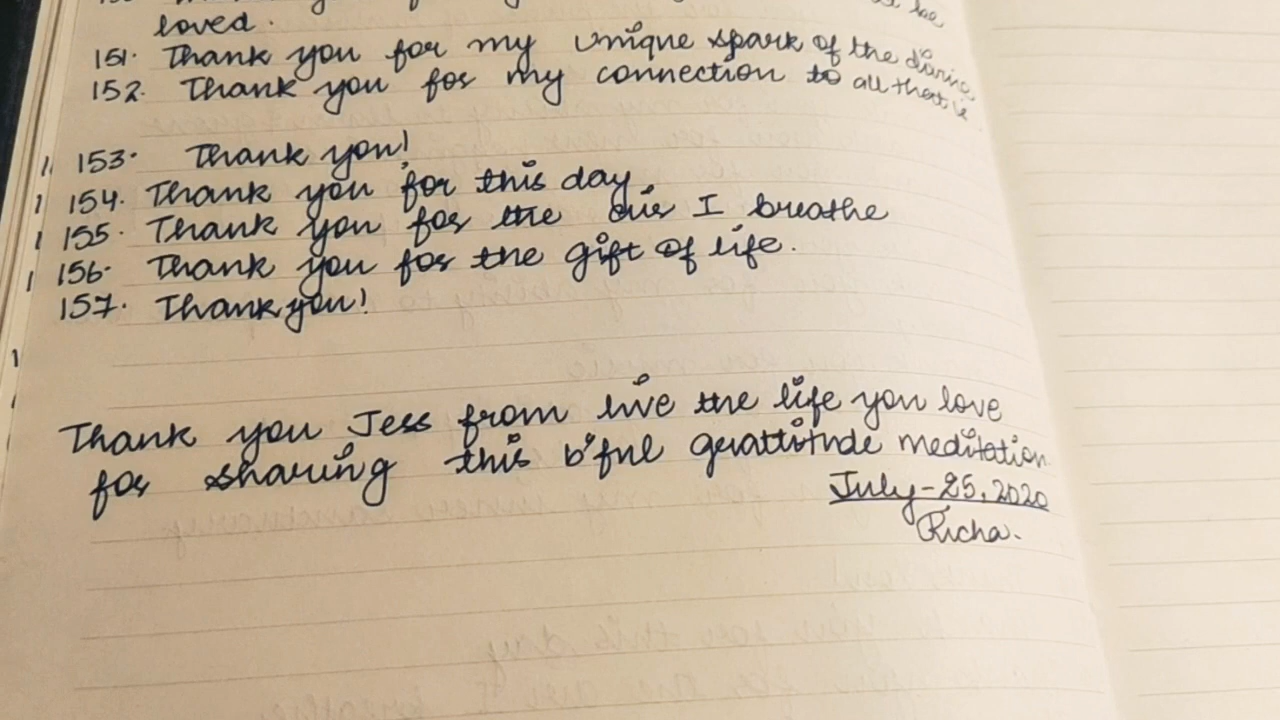 loved.
151. Thank you for my unique spark of the divine
152. Thank you for my connection to all that is
153. Thank you!
154. Thank you for this day
155. Thank you for the air I breathe
156. Thank you for the gift of life.
157. Thank you!
Thank you Jess from live the life you love
for sharing this b'ful grattitude meditation
July-25, 2020
Richa.